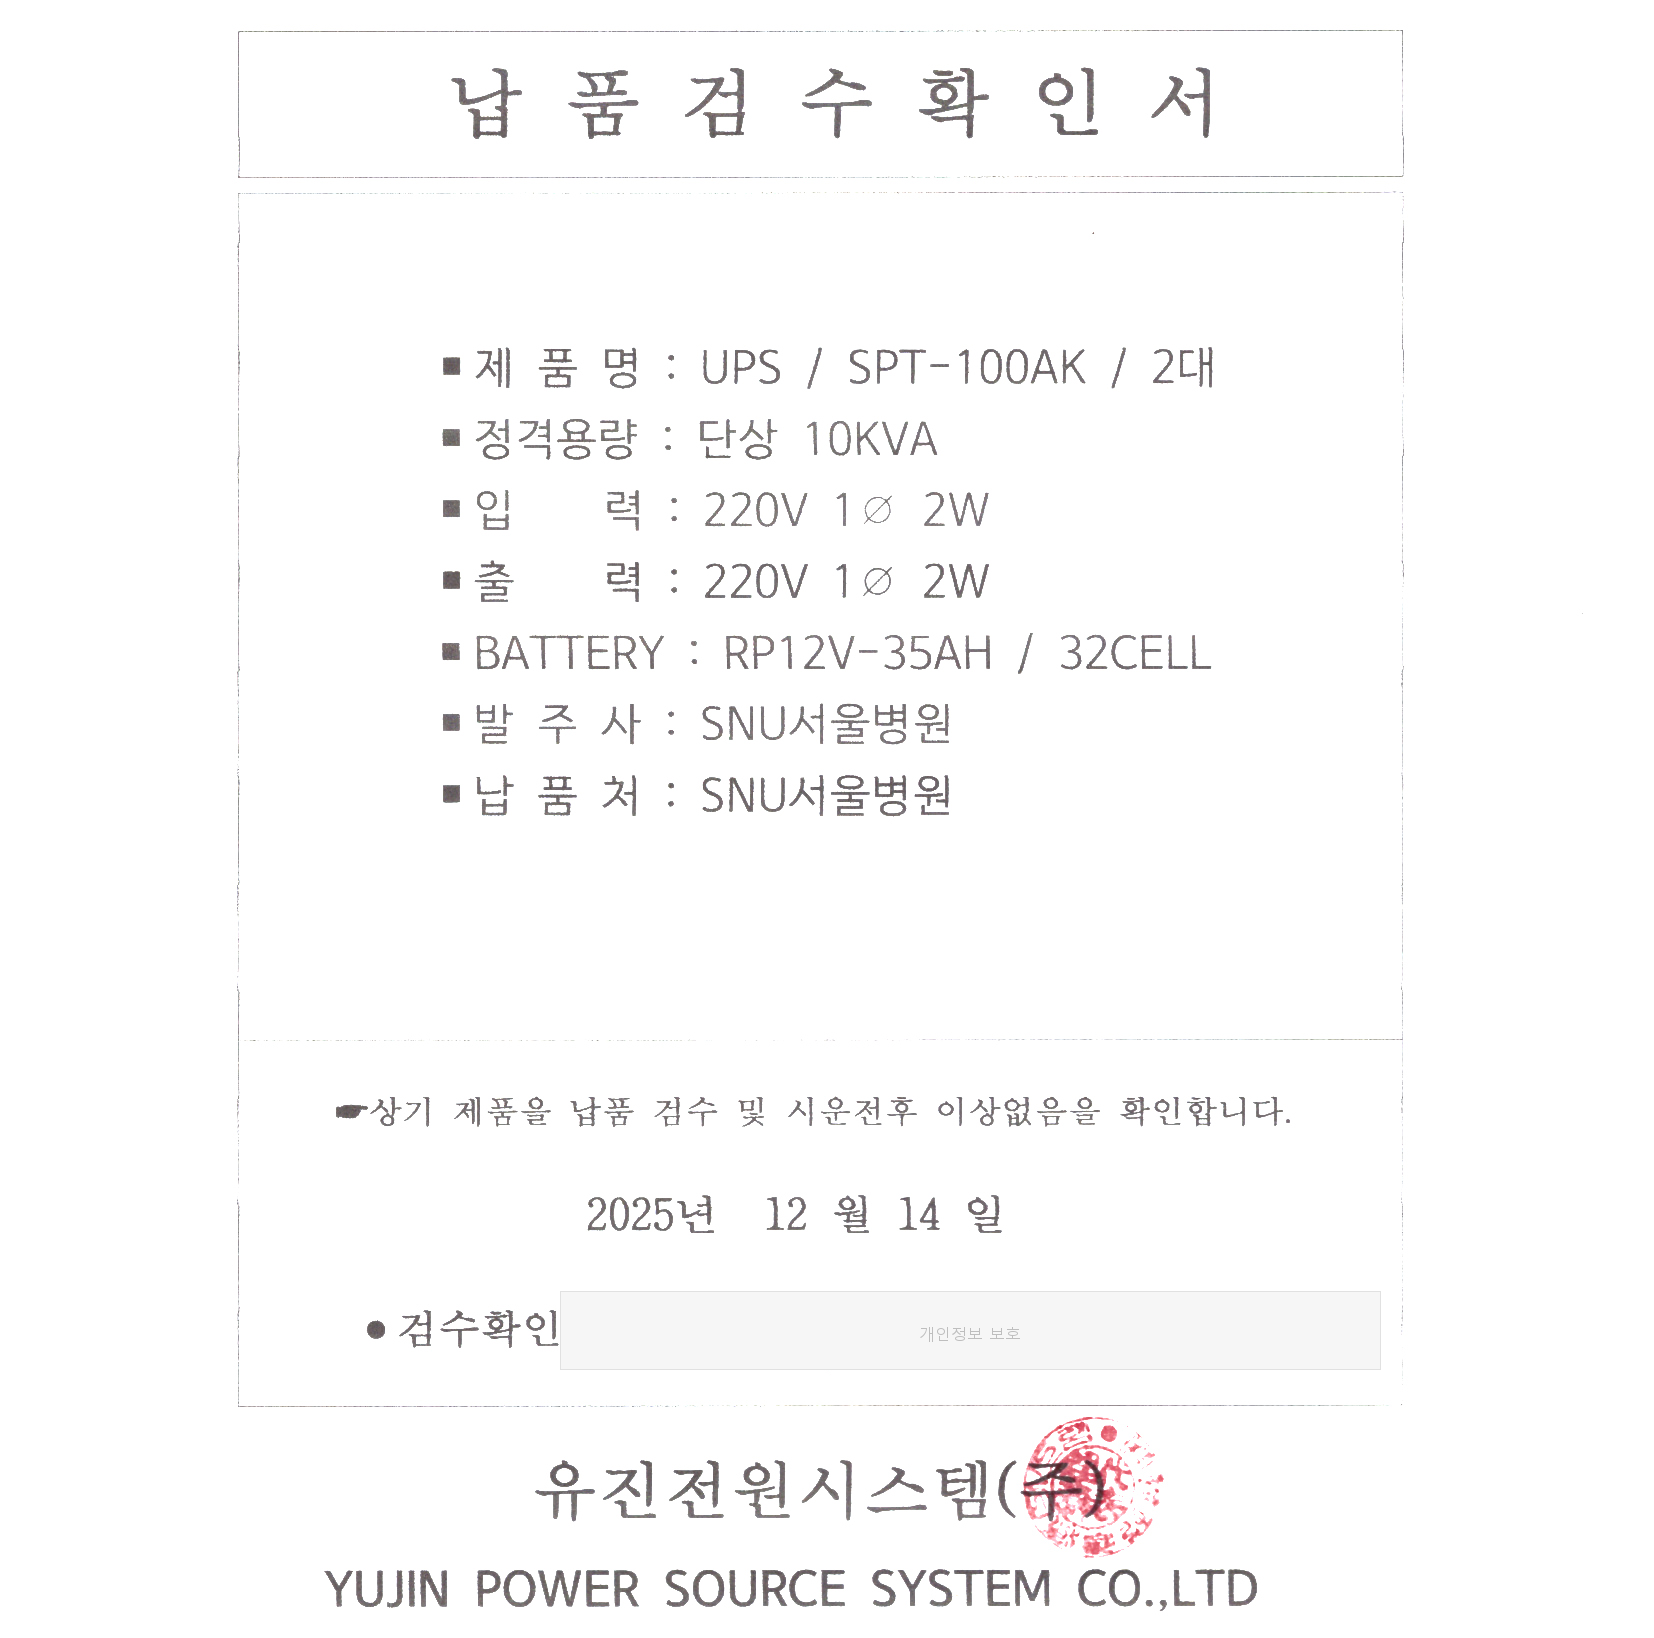 납 품 검 수 확 인 서
■ 제 품 명 : UPS / SPT-100AK / 2대
■ 정격용량 : 단상 10KVA
■ 입 력 : 220V 1∅ 2W
■ 출 력 : 220V 1∅ 2W
■ BATTERY : RP12V-35AH / 32CELL
■ 발 주 사 : SNU서울병원
■ 납 품 처 : SNU서울병원
☛상기 제품을 납품 검수 및 시운전후 이상없음을 확인합니다.
2025년 12 월 14 일
● 검수확인
개인정보 보호
유진전원시스템(주)
YUJIN POWER SOURCE SYSTEM CO.,LTD